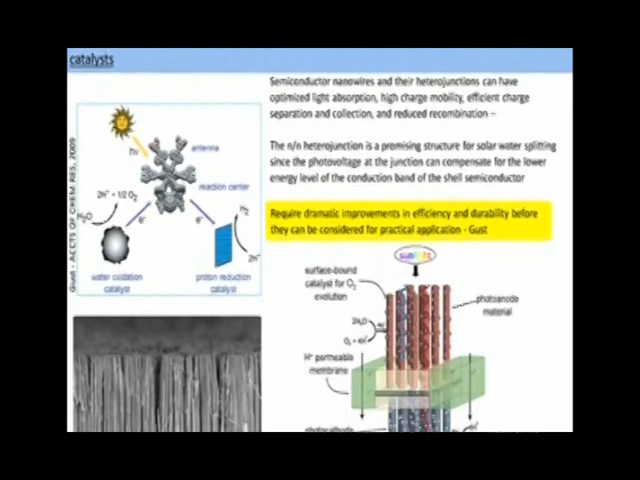 catalysts
Semiconductor nanowires and their heterojunctions can have
optimized light absorption, high charge mobility, efficient charge
separation and collection, and reduced recombination –
The n/n heterojunction is a promising structure for solar water splitting
since the photovoltage at the junction can compensate for the lower
energy level of the conduction band of the shell semiconductor
Require dramatic improvements in efficiency and durability before
they can be considered for practical application - Gust
Gust - ACCTS OF CHEM RES, 2009
hν
antenna
reaction center
2H⁺ + 1/2 O₂
H₂O
e⁻
e⁻
H₂
2H⁺
water oxidation
catalyst
proton reduction
catalyst
sunlight
surface-bound
catalyst for O₂
evolution
photoanode
material
2H₂O
O₂ + 4H⁺
H⁺ permeable
membrane
photocathode